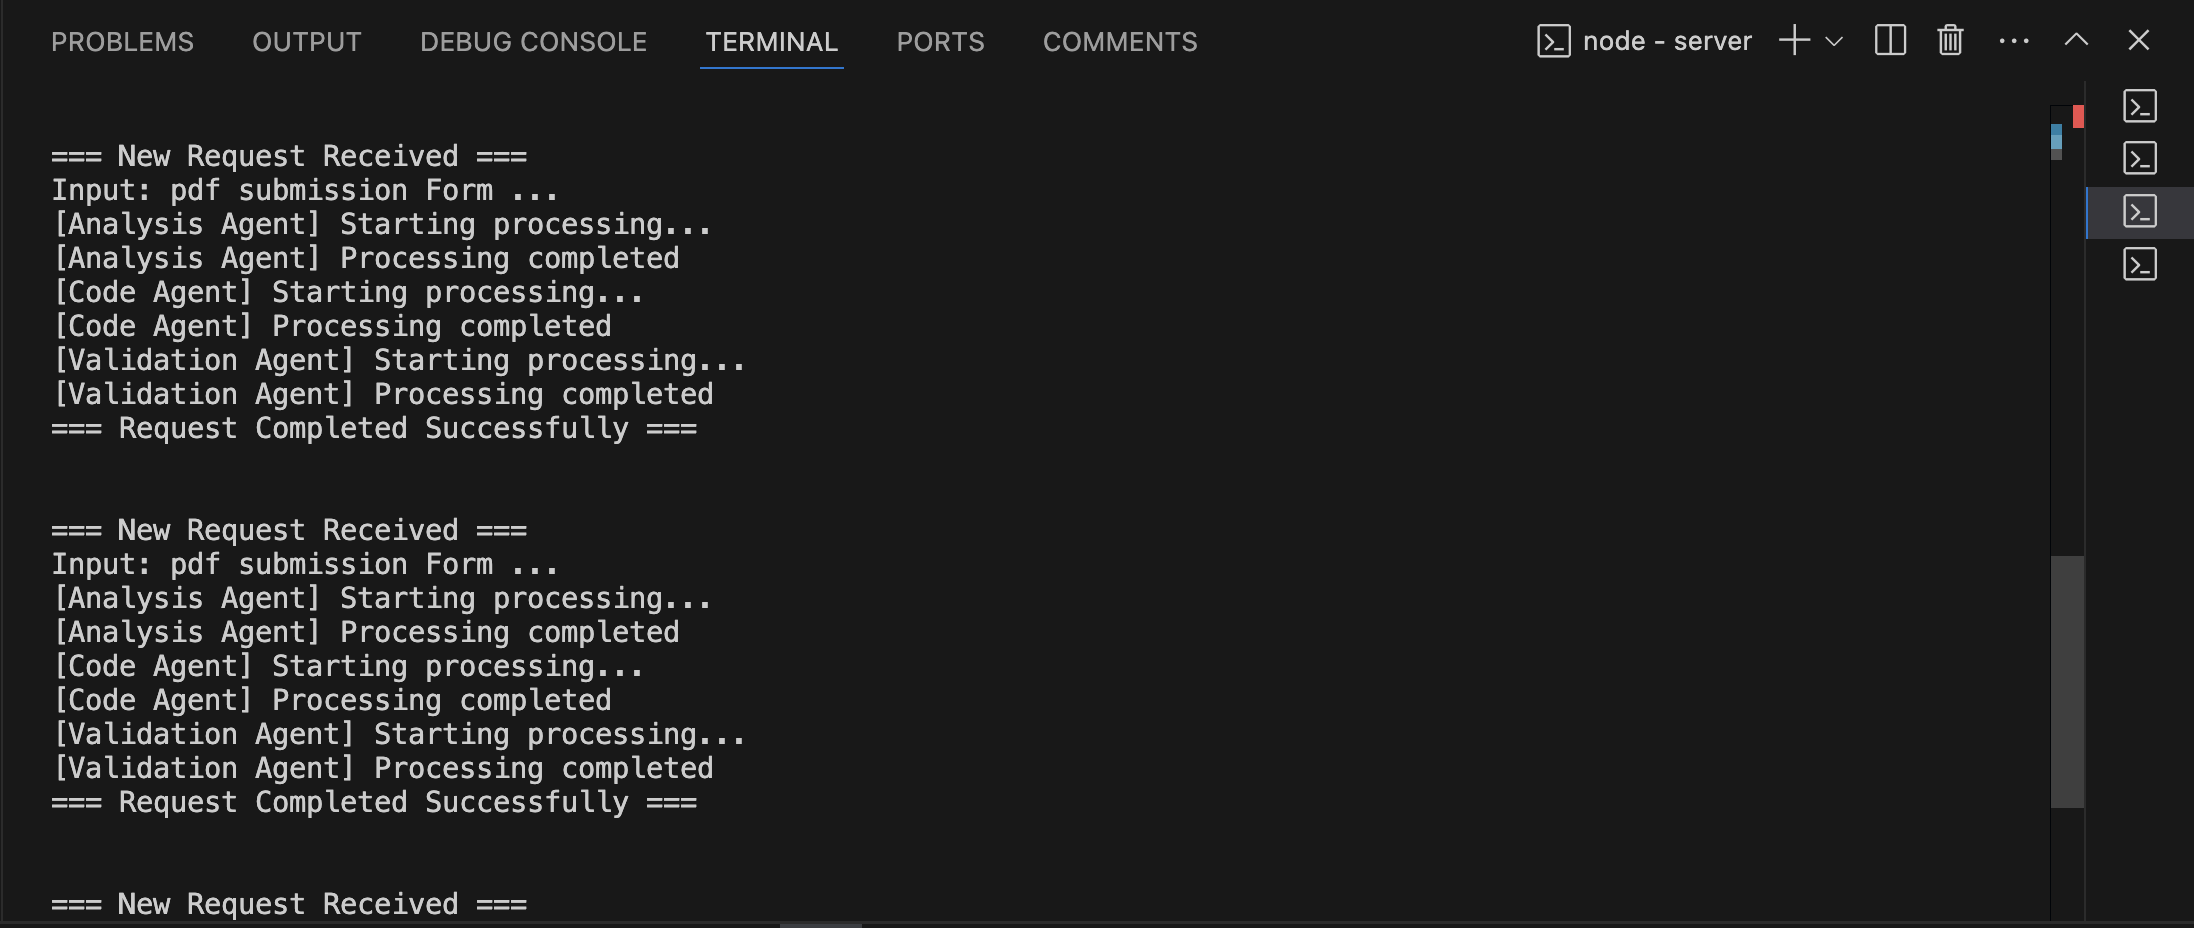 PROBLEMS OUTPUT DEBUG CONSOLE TERMINAL PORTS COMMENTS node - server
=== New Request Received ===
Input: pdf submission Form ...
[Analysis Agent] Starting processing...
[Analysis Agent] Processing completed
[Code Agent] Starting processing...
[Code Agent] Processing completed
[Validation Agent] Starting processing...
[Validation Agent] Processing completed
=== Request Completed Successfully ===
=== New Request Received ===
Input: pdf submission Form ...
[Analysis Agent] Starting processing...
[Analysis Agent] Processing completed
[Code Agent] Starting processing...
[Code Agent] Processing completed
[Validation Agent] Starting processing...
[Validation Agent] Processing completed
=== Request Completed Successfully ===
=== New Request Received ===